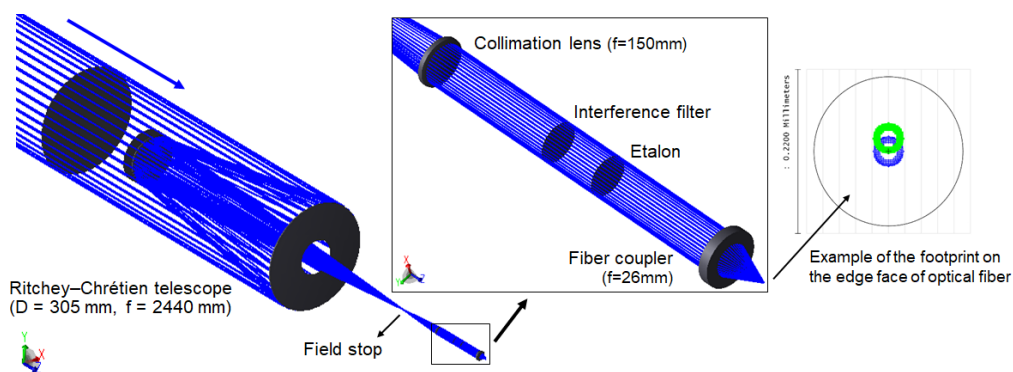 Collimation lens (f=150mm)
Interference filter
Etalon
Fiber coupler
(f=26mm)
Ritchey–Chrétien telescope
(D = 305 mm, f = 2440 mm)
Field stop
: 0.2200 Millimeters
Example of the footprint on
the edge face of optical fiber
Y
X
X
Y
Z